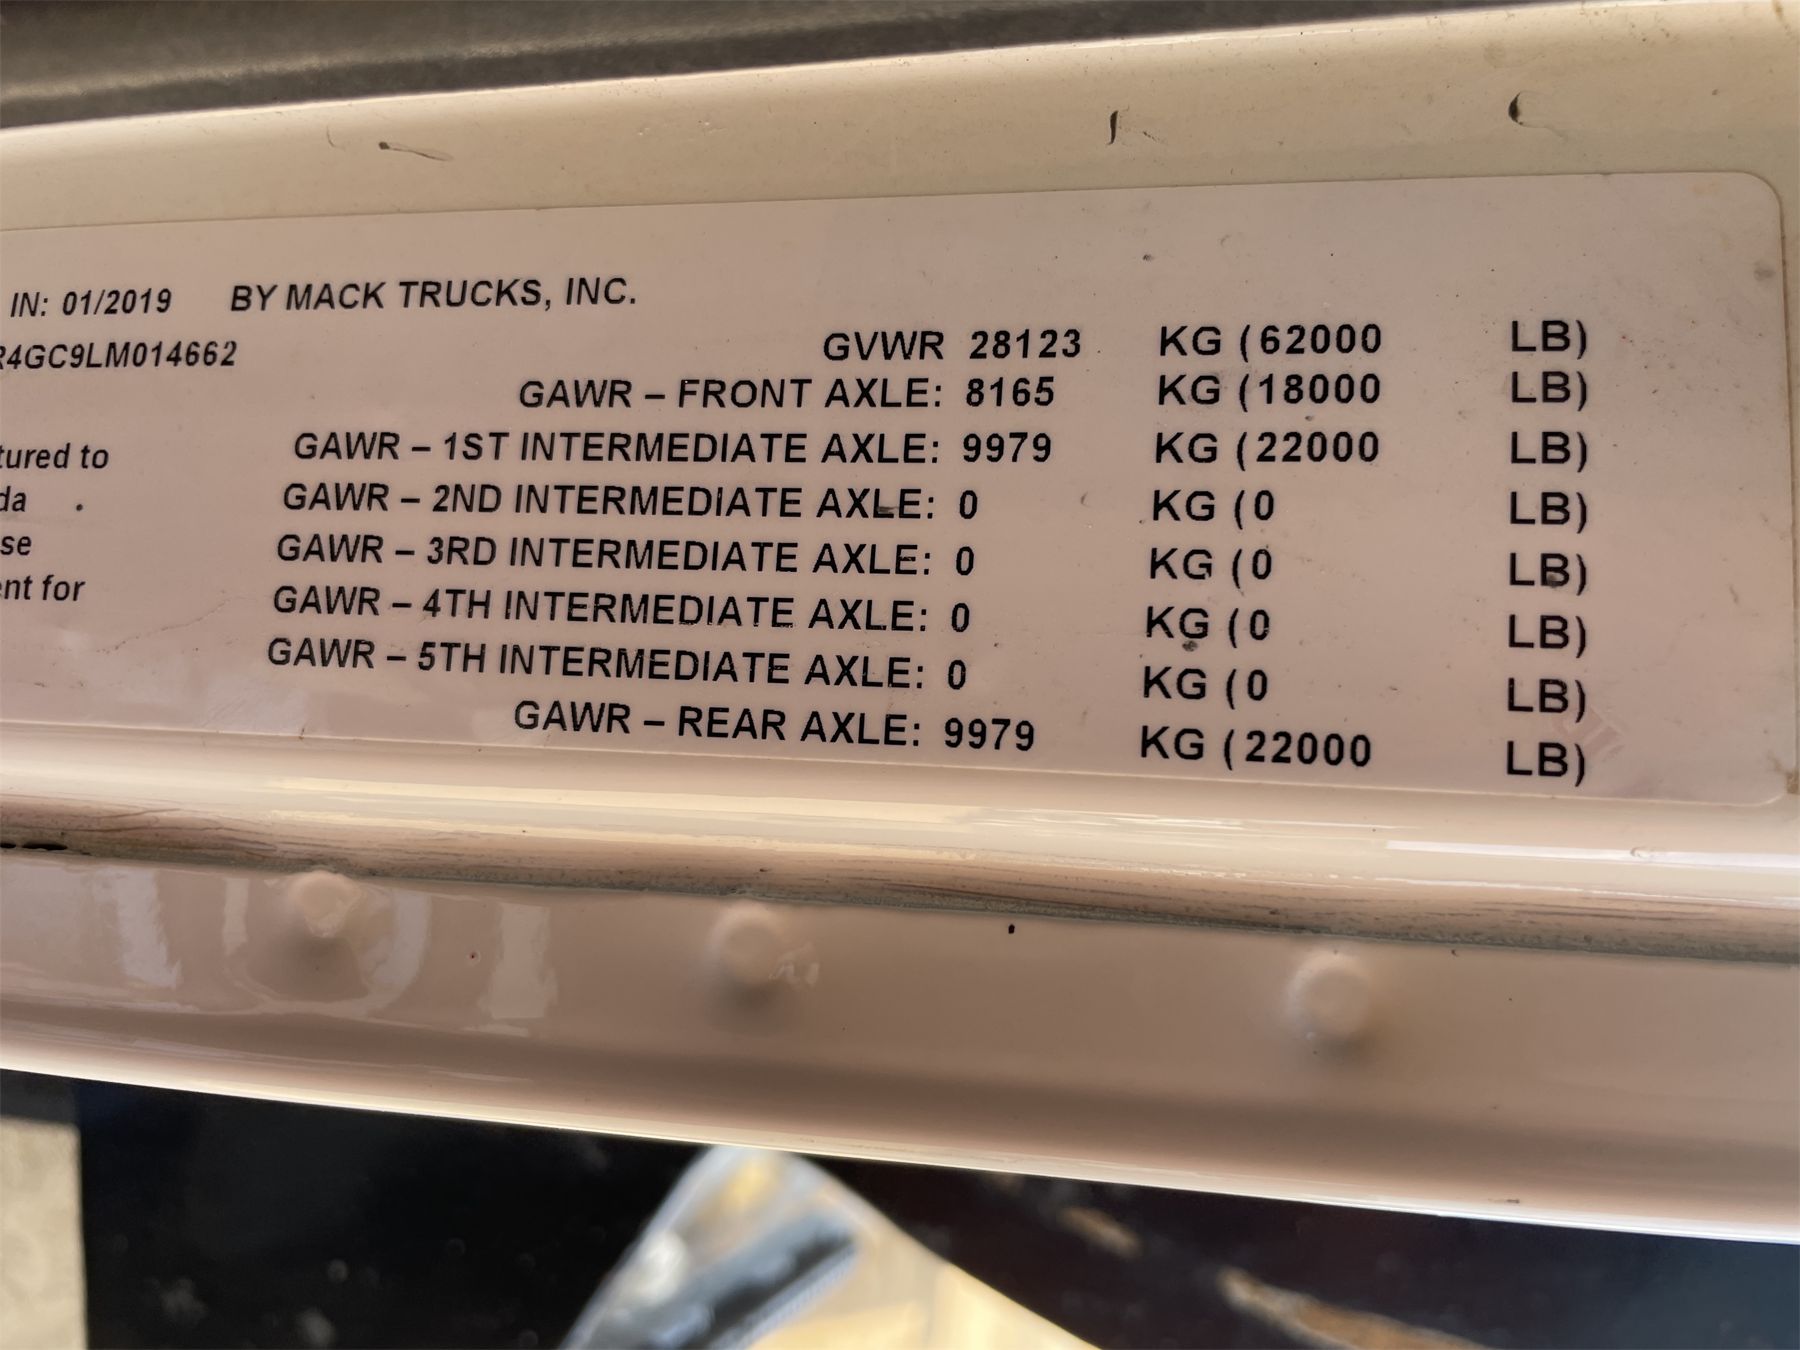 IN: 01/2019 BY MACK TRUCKS, INC.
R4GC9LM014662
GVWR 28123 KG (62000 LB)
GAWR – FRONT AXLE: 8165 KG (18000 LB)
GAWR – 1ST INTERMEDIATE AXLE: 9979 KG (22000 LB)
GAWR – 2ND INTERMEDIATE AXLE: 0 KG (0 LB)
GAWR – 3RD INTERMEDIATE AXLE: 0 KG (0 LB)
GAWR – 4TH INTERMEDIATE AXLE: 0 KG (0 LB)
GAWR – 5TH INTERMEDIATE AXLE: 0 KG (0 LB)
GAWR – REAR AXLE: 9979 KG (22000 LB)
tured to
da .
se
ent for